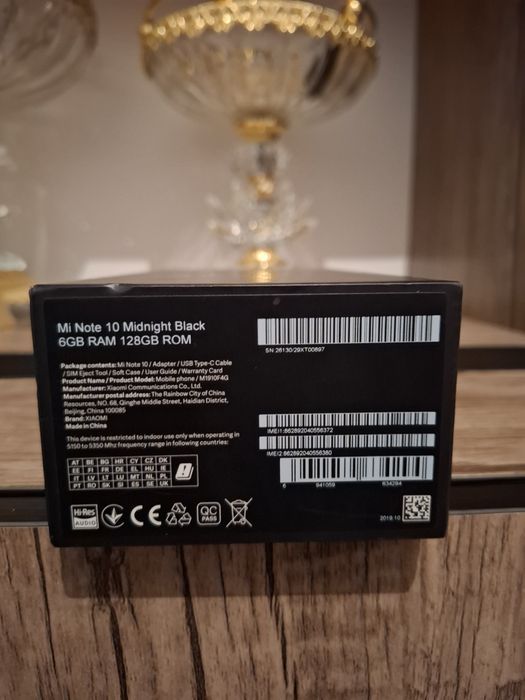 Mi Note 10 Midnight Black
6GB RAM 128GB ROM
Package contents: Mi Note 10 / Adapter / USB Type-C Cable
/ SIM Eject Tool / Soft Case / User Guide / Warranty Card
Product Name / Product Model: Mobile phone / M1910F4G
Manufacturer: Xiaomi Communications Co., Ltd.
Manufacturer postal address: The Rainbow City of China
Resources, NO. 68, Qinghe Middle Street, Haidian District,
Beijing, China 100085
Brand: XIAOMI
Made in China
This device is restricted to indoor use only when operating in
5150 to 5350 Mhz frequency range in following countries:
AT BE BG HR CY CZ DK
EE FI FR DE EL HU IE
IT LV LT LU MT NL PL
PT RO SK SI ES SE UK
Hi-Res
AUDIO
CE
QC
PASS
SN:26130/29XT00897
IMEI1:862892040556372
IMEI2:862892040556380
6 941059 634294
2019.10